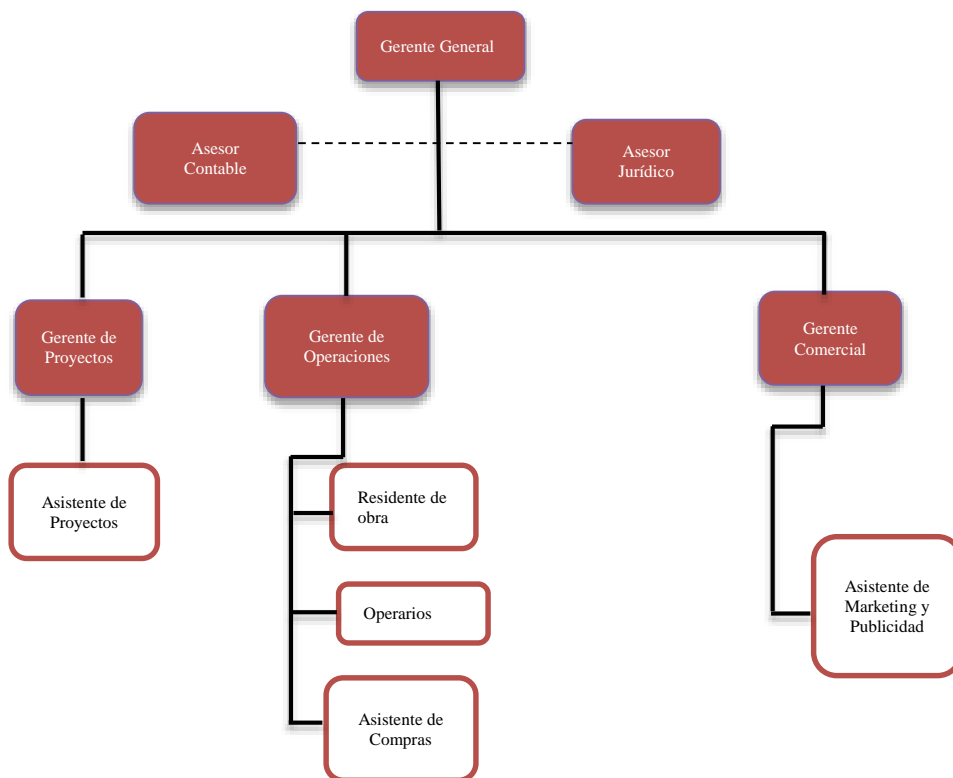 Gerente General
Asesor
Contable
Asesor
Jurídico
Gerente de
Proyectos
Gerente de
Operaciones
Gerente
Comercial
Asistente de
Proyectos
Residente de
obra
Operarios
Asistente de
Compras
Asistente de
Marketing y
Publicidad